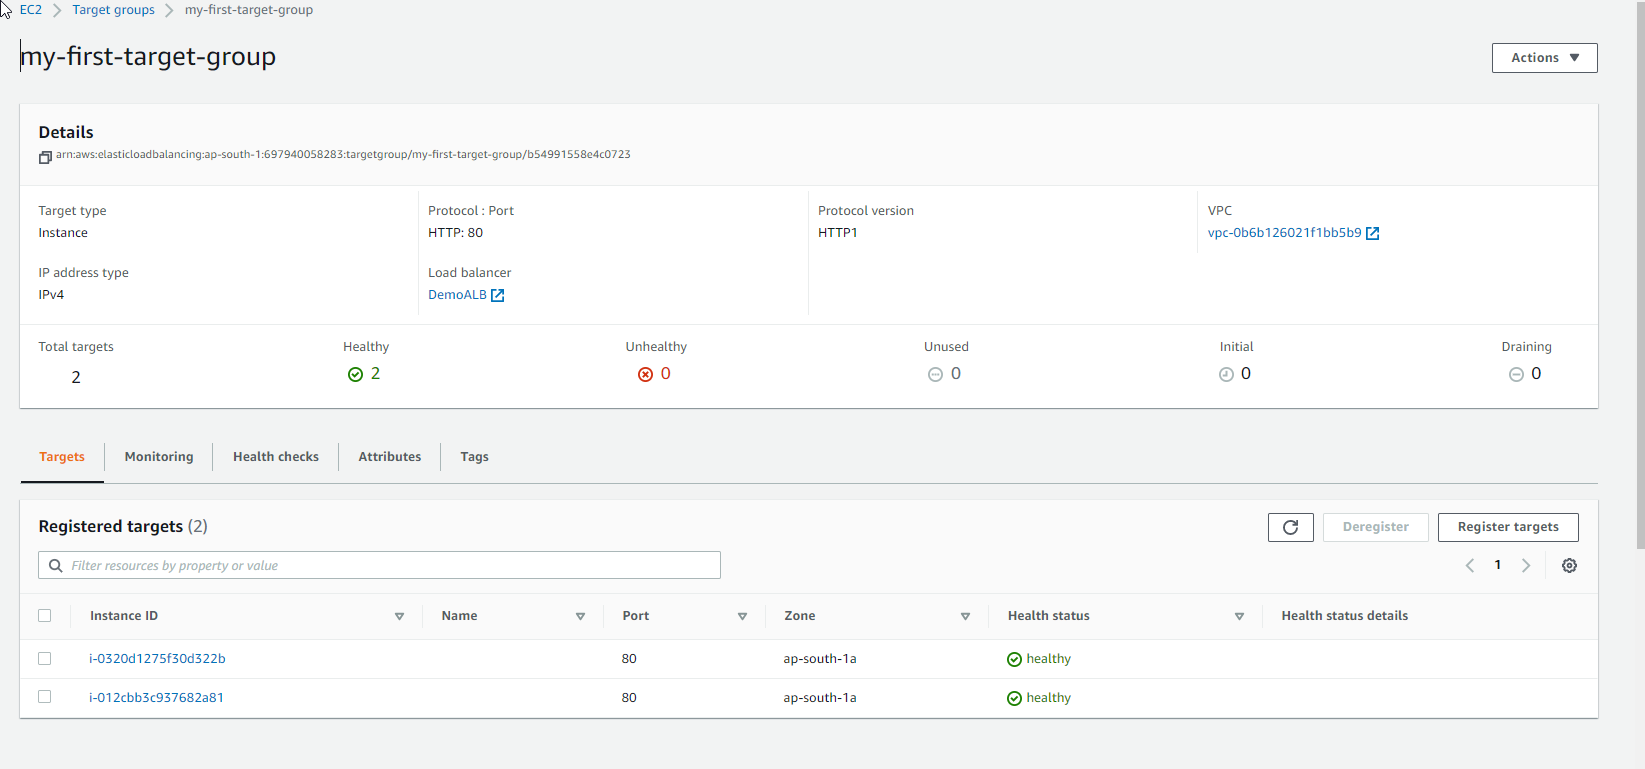 EC2 > Target groups > my-first-target-group
my-first-target-group
Actions
Details
arn:aws:elasticloadbalancing:ap-south-1:697940058283:targetgroup/my-first-target-group/b54991558e4c0723
Target type Protocol : Port Protocol version VPC
Instance HTTP: 80 HTTP1 vpc-0b6b126021f1bb5b9
IP address type Load balancer
IPv4 DemoALB
Total targets Healthy Unhealthy Unused Initial Draining
2 2 0 0 0 0
Targets Monitoring Health checks Attributes Tags
Registered targets (2) Deregister Register targets
Filter resources by property or value 1
Instance ID Name Port Zone Health status Health status details
i-0320d1275f30d322b 80 ap-south-1a healthy
i-012cbb3c937682a81 80 ap-south-1a healthy